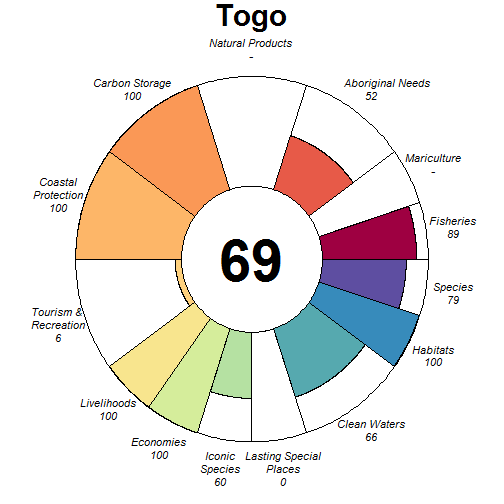 Togo
Natural Products
-
Carbon Storage
100
Aboriginal Needs
52
Mariculture
-
Coastal
Protection
100
Fisheries
89
69
Species
79
Tourism &
Recreation
6
Habitats
100
Livelihoods
100
Clean Waters
66
Economies
100
Iconic
Species
60
Lasting Special
Places
0